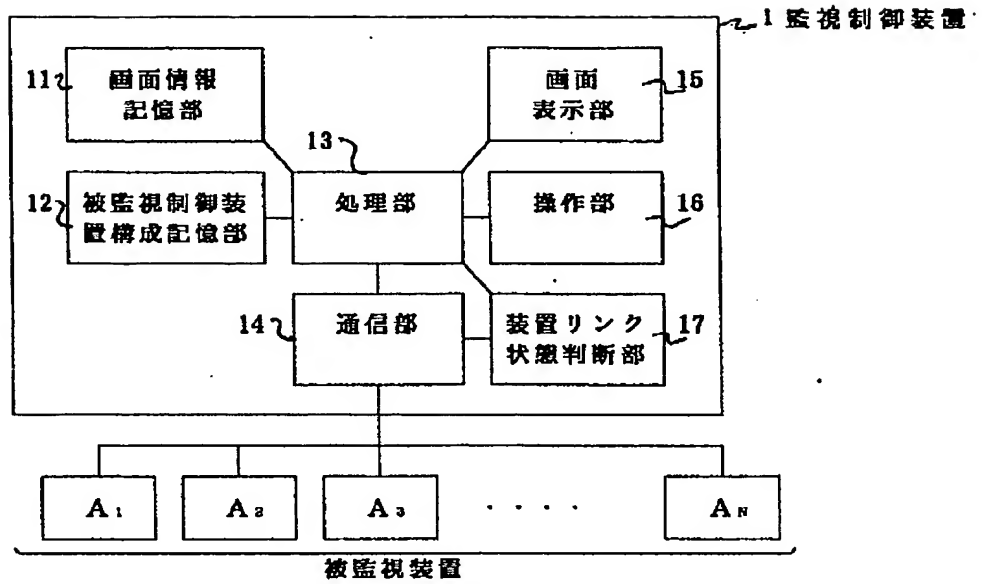 1 監視制御装置
11
画面情報
記憶部
15
画面
表示部
13
12
被監視制御装
置構成記憶部
処理部
操作部
16
14
通信部
装置リンク
状態判断部
17
A₁
A₂
A₃
・・・・
A_N
被監視装置